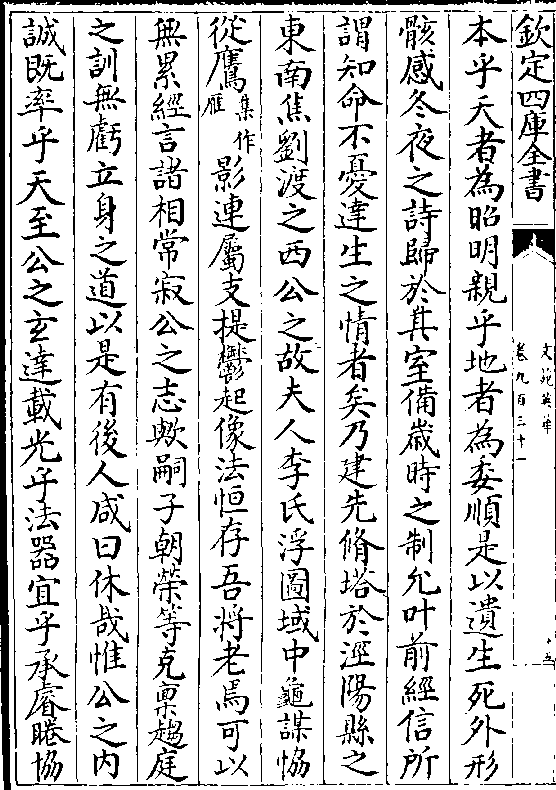 欽定四庫全書
文苑英華
卷九百三十一
本乎天者為昭明親乎地者為委順是以遺生死外形
骸感冬夜之詩歸於其室備歲時之制允叶前經信所
謂知命不憂達生之情者矣乃建先脩塔於涇陽縣之
東南焦劉渡之西公之故夫人李氏浮圖域中龜謀恊
從鷹集作雁影連屬支提鬱起像法恒存吾將老焉可以
無累經言諸相常寂公之志歟嗣子朝榮等克稟趨庭
之訓無虧立身之道以是有後人咸曰休哉惟公之内
誠既率乎天至公之玄達載光乎法器宜乎承睿睠協